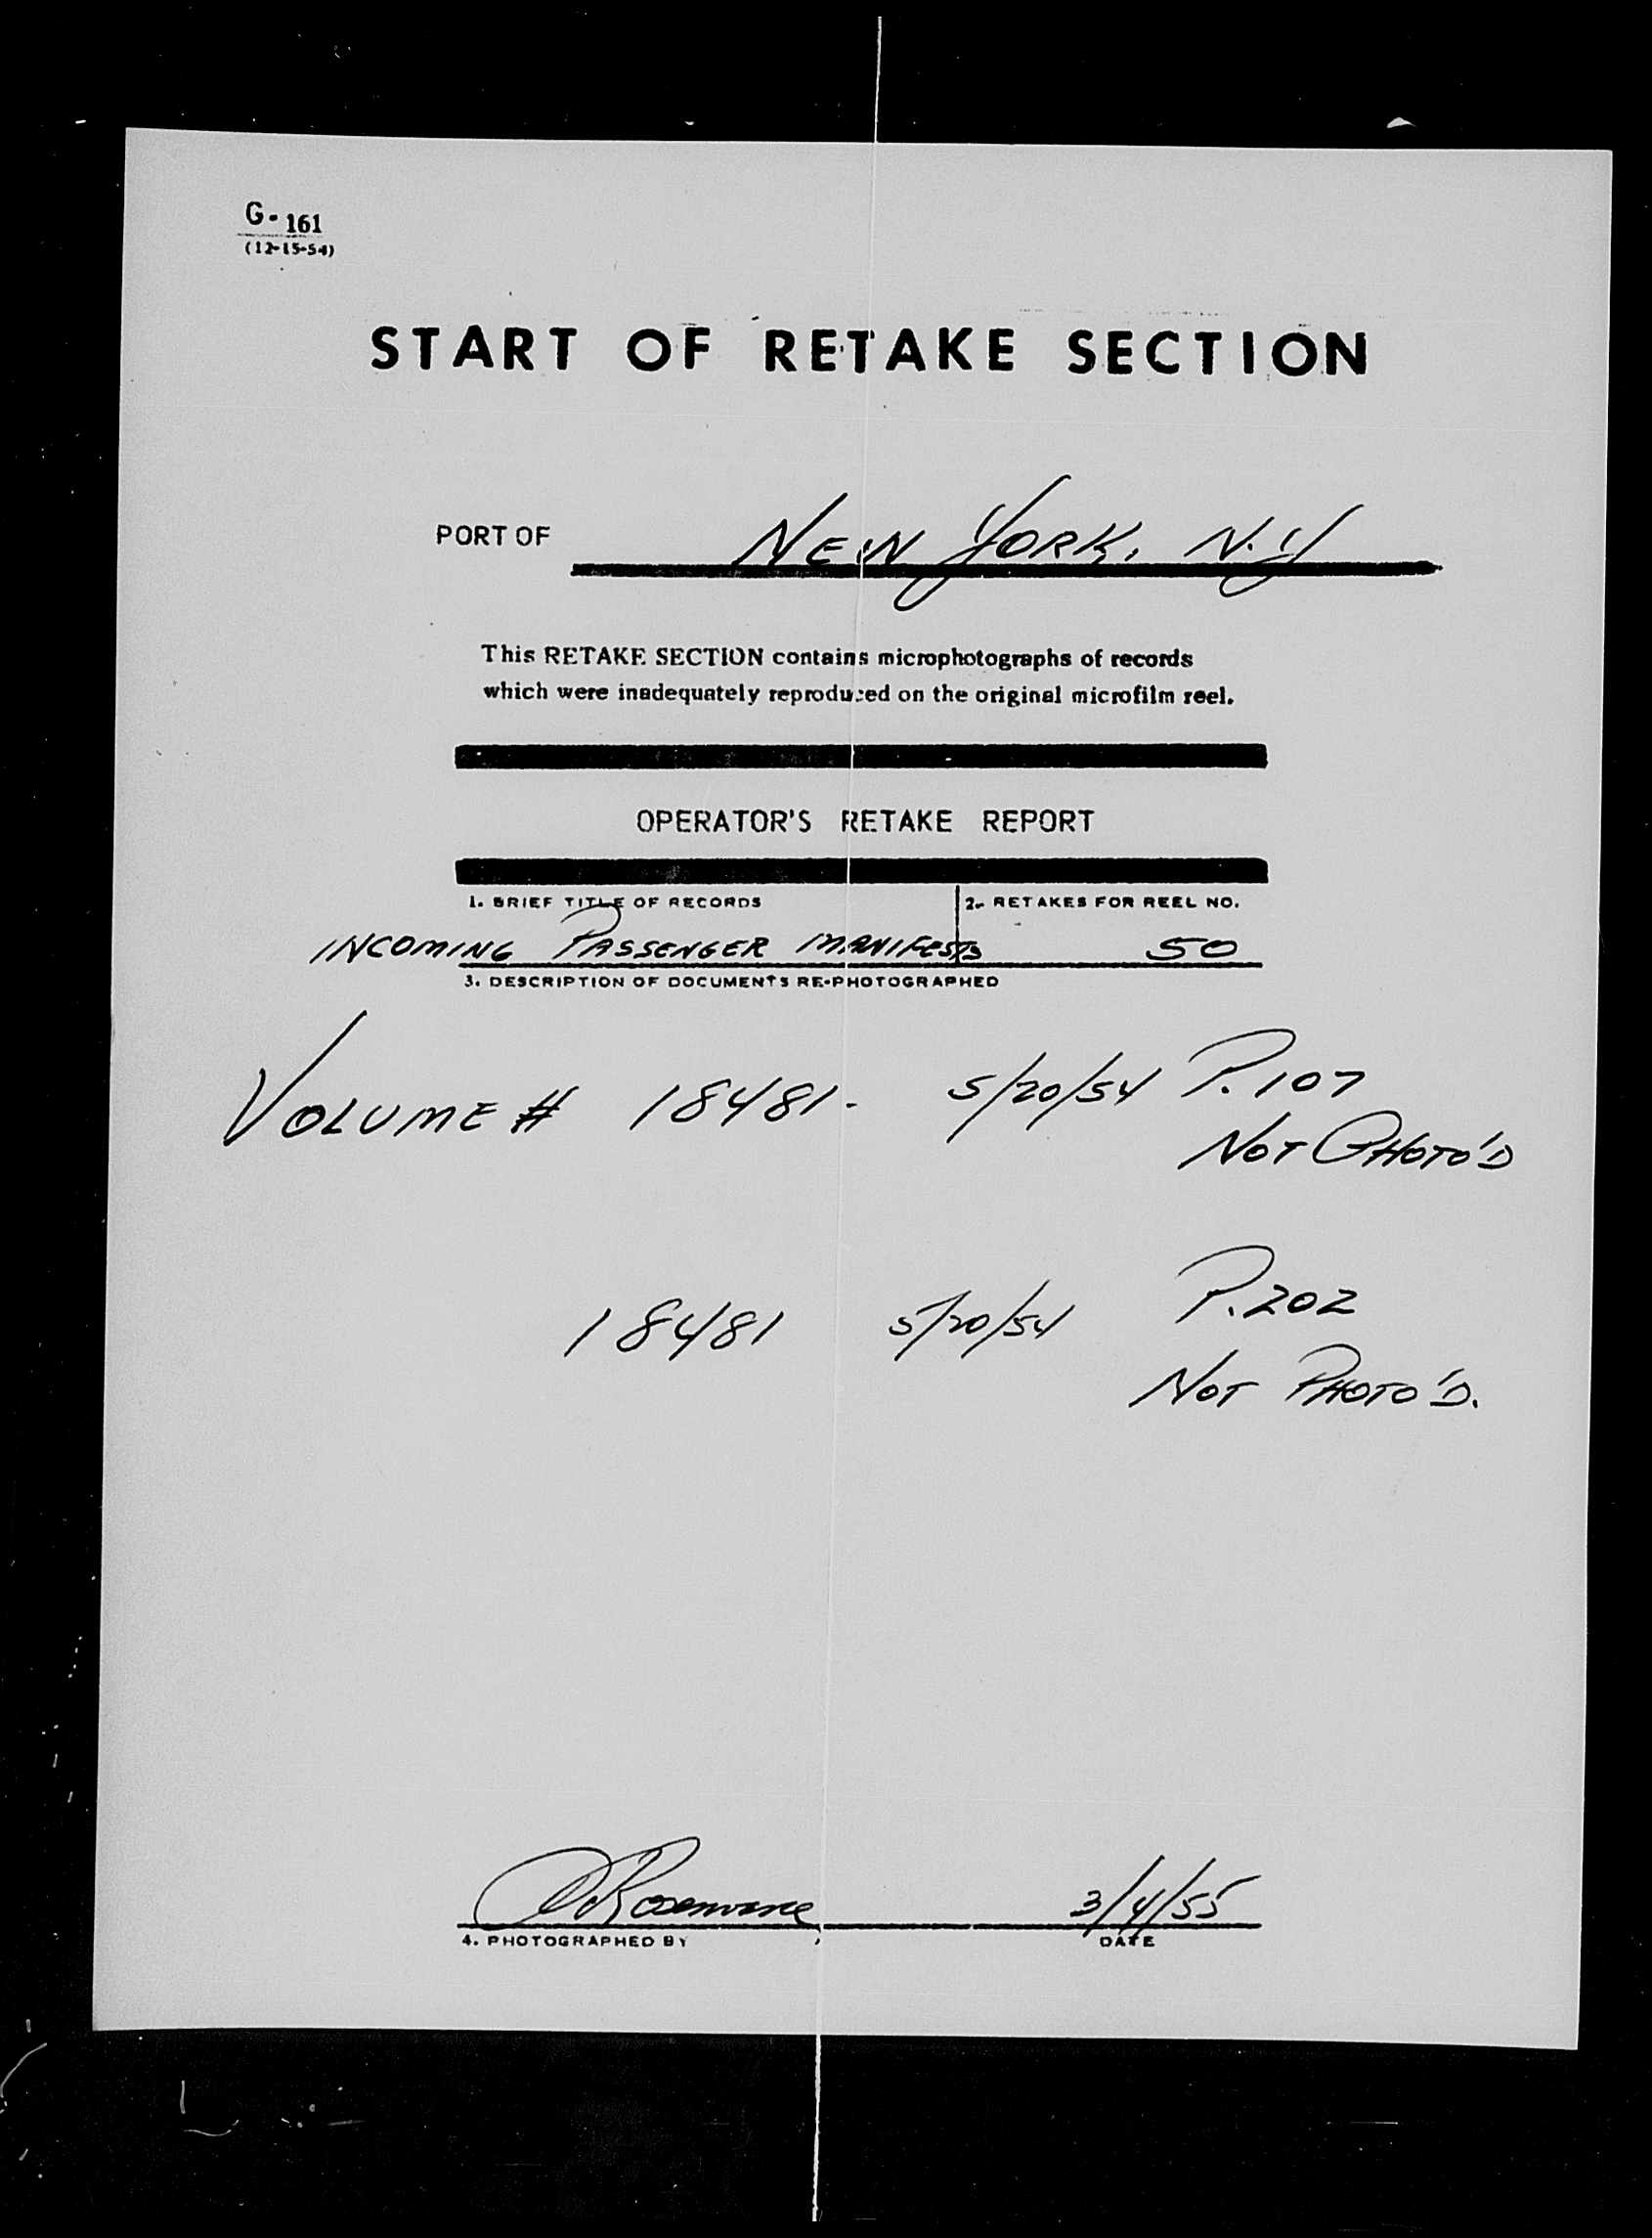 G-161
(12-15-54)
START OF RETAKE SECTION
PORT OF NEW YORK, N.Y
This RETAKE SECTION contains microphotographs of records
which were inadequately reproduced on the original microfilm reel.
OPERATOR'S RETAKE REPORT
1. BRIEF TITLE OF RECORDS 2. RETAKES FOR REEL NO.
INCOMING PASSENGER MANIFESTS 50
3. DESCRIPTION OF DOCUMENTS RE-PHOTOGRAPHED
VOLUME # 18481- 5/20/54 P.107
NOT PHOTO'D
18481 5/20/54 P.202
NOT PHOTO'D.
3/4/55
4. PHOTOGRAPHED BY DATE